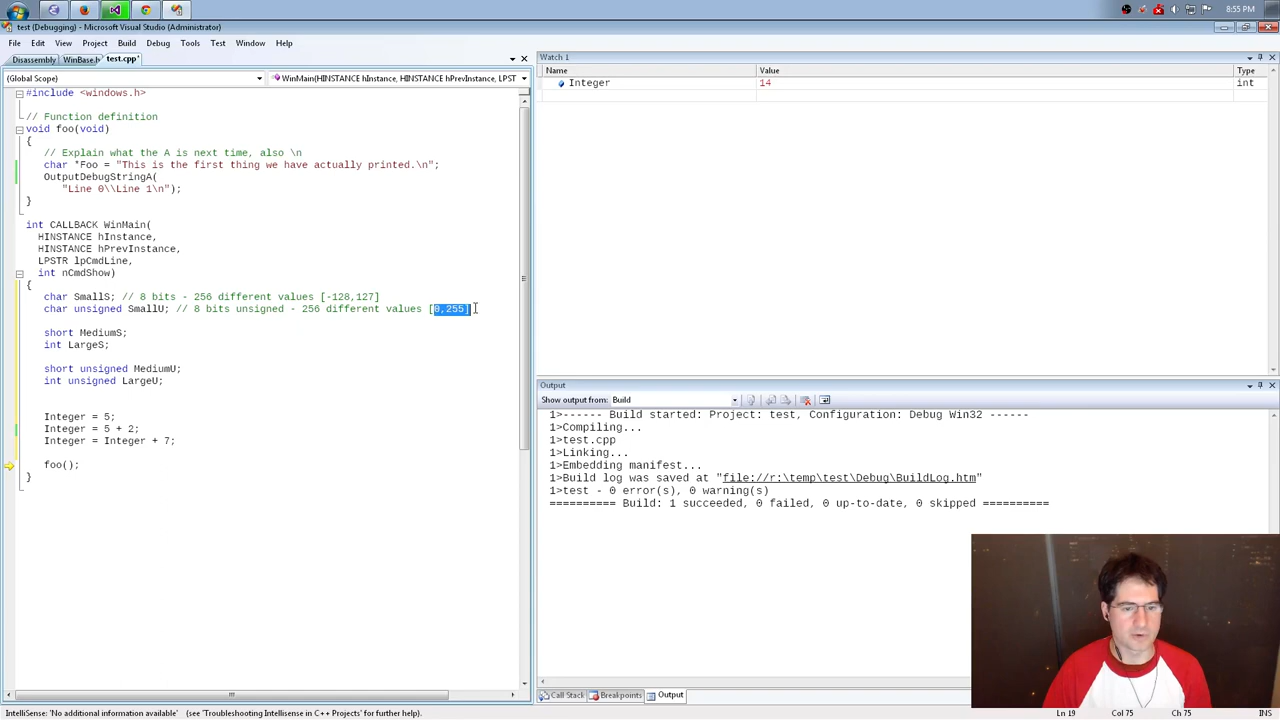 8:55 PM
test (Debugging) - Microsoft Visual Studio (Administrator)
File Edit View Project Build Debug Tools Test Window Help
Disassembly WinBase.h test.cpp*
(Global Scope) WinMain(HINSTANCE hInstance, HINSTANCE hPrevInstance, LPST
#include <windows.h>
// Function definition
void foo(void)
{
// Explain what the A is next time, also \n
char *Foo = "This is the first thing we have actually printed.\n";
OutputDebugStringA(
"Line 0\\Line 1\n");
}
int CALLBACK WinMain(
HINSTANCE hInstance,
HINSTANCE hPrevInstance,
LPSTR lpCmdLine,
int nCmdShow)
{
char SmallS; // 8 bits - 256 different values [-128,127]
char unsigned SmallU; // 8 bits unsigned - 256 different values [0,255]
short MediumS;
int LargeS;
short unsigned MediumU;
int unsigned LargeU;
Integer = 5;
Integer = 5 + 2;
Integer = Integer + 7;
foo();
}
Watch 1
Name Value Type
Integer 14 int
Output
Show output from: Build
1>------ Build started: Project: test, Configuration: Debug Win32 ------
1>Compiling...
1>test.cpp
1>Linking...
1>Embedding manifest...
1>Build log was saved at "file://r:\temp\test\Debug\BuildLog.htm"
1>test - 0 error(s), 0 warning(s)
========== Build: 1 succeeded, 0 failed, 0 up-to-date, 0 skipped ==========
Call Stack Breakpoints Output
IntelliSense: 'No additional information available' (see 'Troubleshooting Intellisense in C++ Projects' for further help.) Ln 19 Col 75 Ch 75 INS